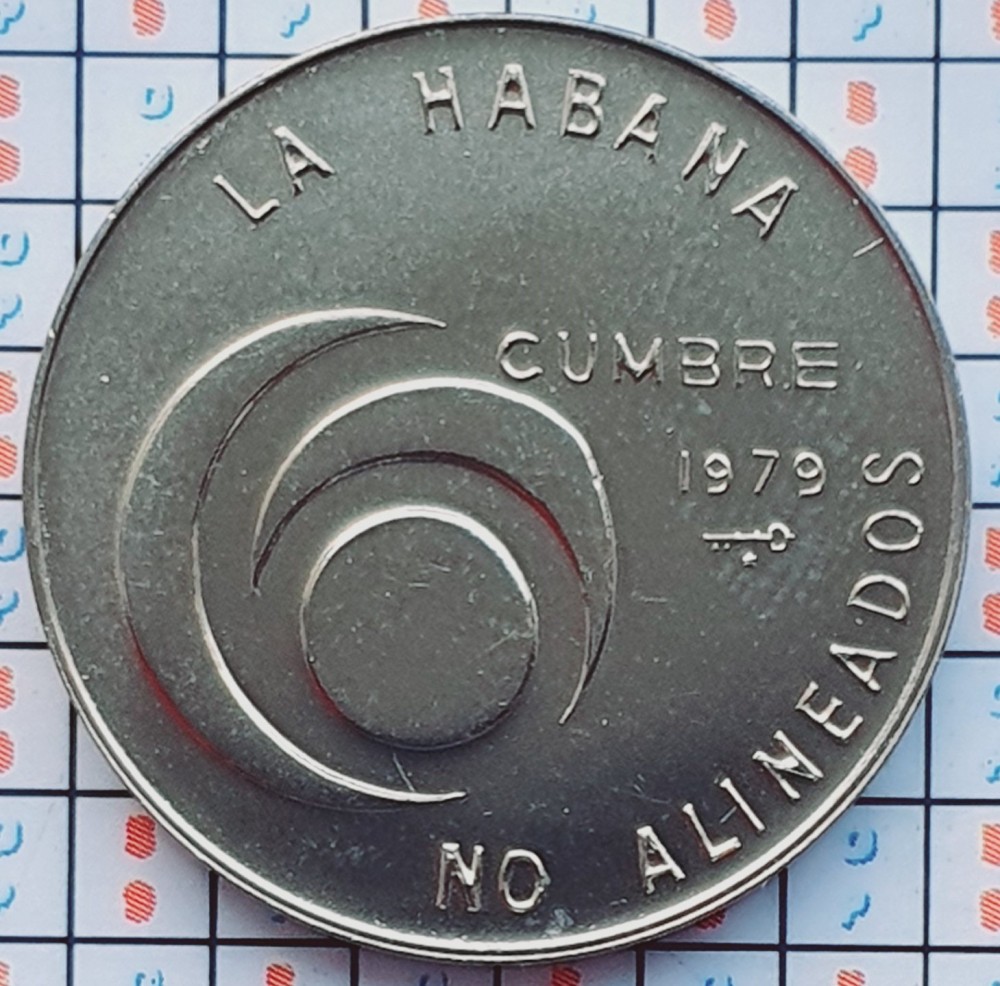 LA HABANA
CUMBRE
1979
NO ALINEADOS